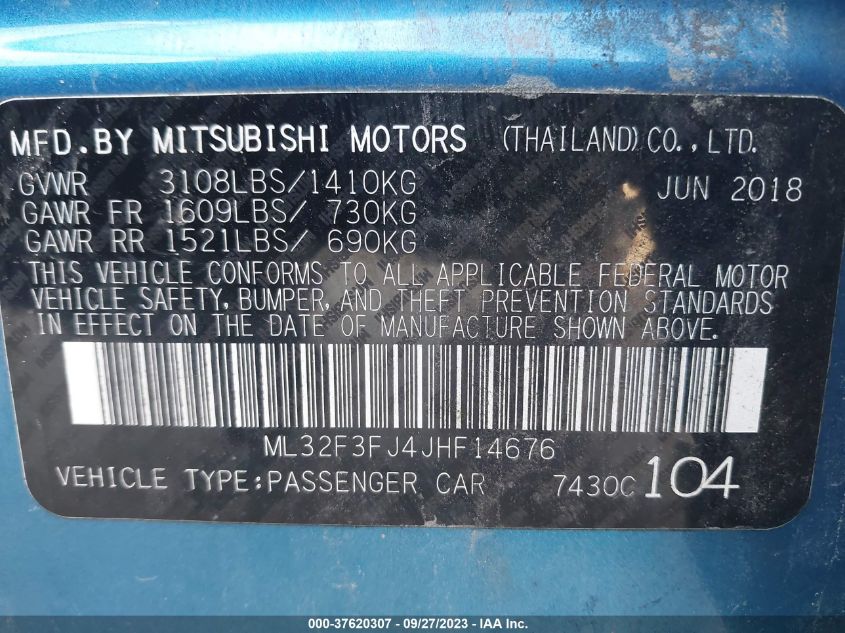 MFD.BY MITSUBISHI MOTORS (THAILAND) CO.,LTD.
GVWR 3108LBS/1410KG JUN 2018
GAWR FR 1609LBS/ 730KG
GAWR RR 1521LBS/ 690KG
THIS VEHICLE CONFORMS TO ALL APPLICABLE FEDERAL MOTOR
VEHICLE SAFETY, BUMPER, AND THEFT PREVENTION STANDARDS
IN EFFECT ON THE DATE OF MANUFACTURE SHOWN ABOVE.
ML32F3FJ4JHF14676
VEHICLE TYPE:PASSENGER CAR 7430C 104
000-37620307 • 09/27/2023 • IAA Inc.